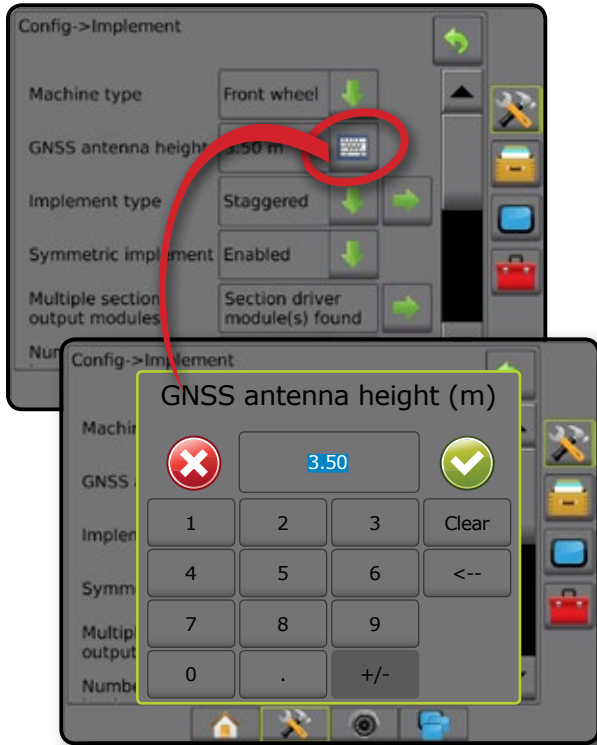 Config->Implement
Machine type Front wheel
GNSS antenna height 3.50 m
Implement type Staggered
Symmetric implement Enabled
Multiple section Section driver
output modules module(s) found
Config->Implement
GNSS antenna height (m)
3.50
1 2 3 Clear
4 5 6 <--
7 8 9
0 . +/-